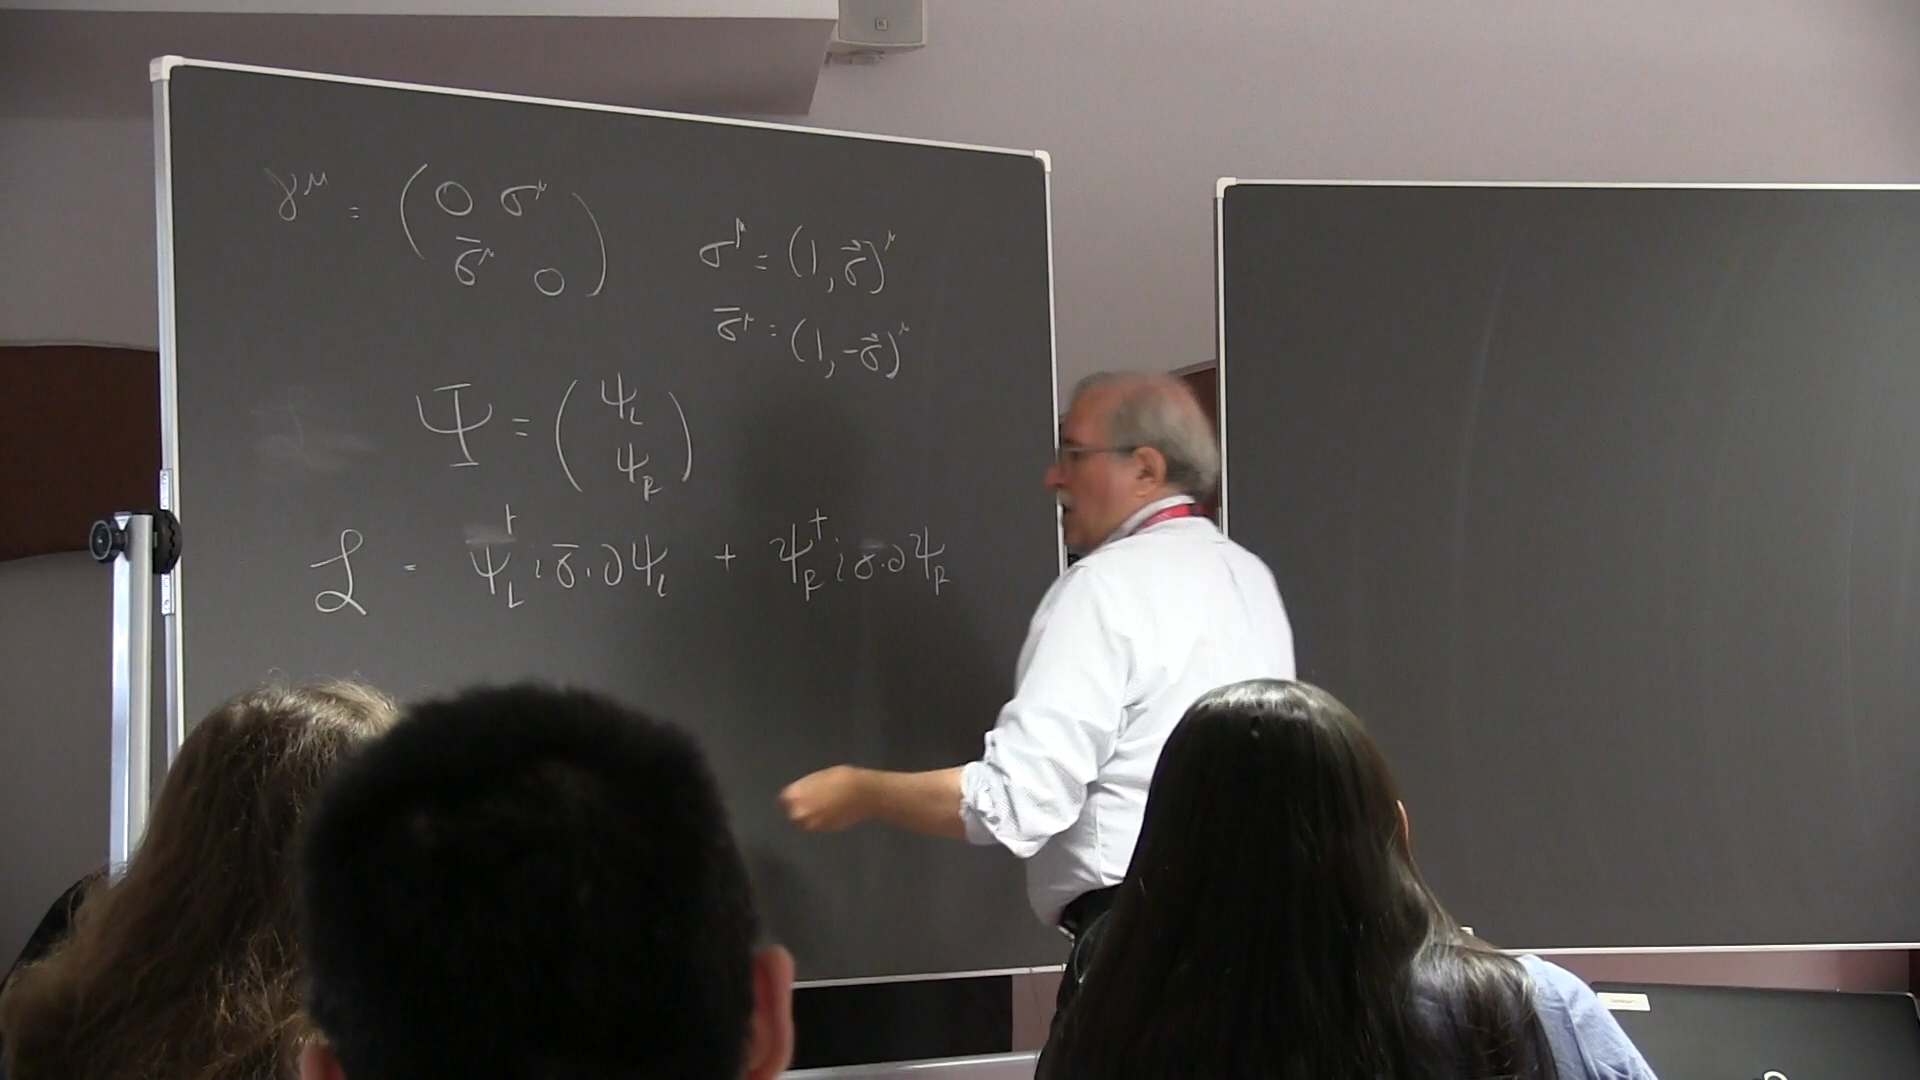 γ^μ = ( 0 σ^μ
σ̄^μ 0 )
σ^μ = (1, σ⃗)^μ
σ̄^μ = (1, -σ⃗)^μ
Ψ = ( ψ_L
ψ_R )
ℒ = ψ_L^† i σ̄·∂ ψ_L + ψ_R^† i σ·∂ ψ_R